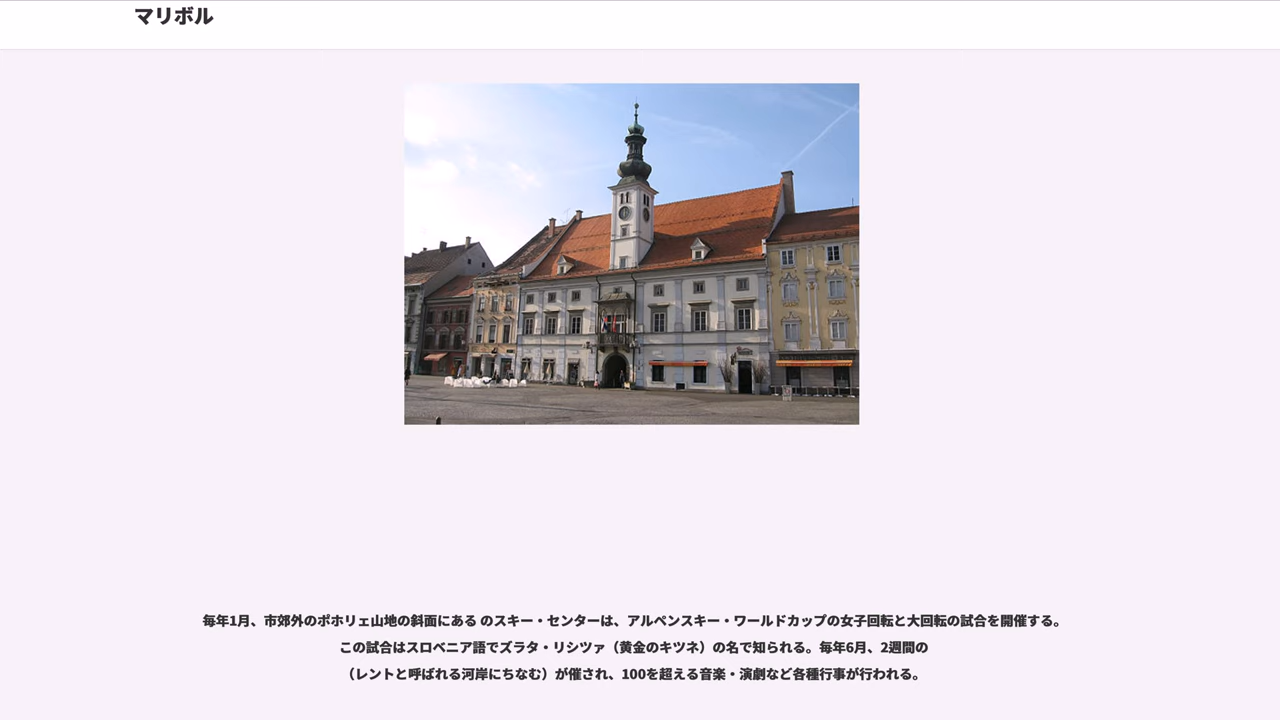 マリボル
毎年1月、市郊外のポホリェ山地の斜面にある のスキー・センターは、アルペンスキー・ワールドカップの女子回転と大回転の試合を開催する。
この試合はスロベニア語でズラタ・リシツァ（黄金のキツネ）の名で知られる。毎年6月、2週間の
（レントと呼ばれる河岸にちなむ）が催され、100を超える音楽・演劇など各種行事が行われる。